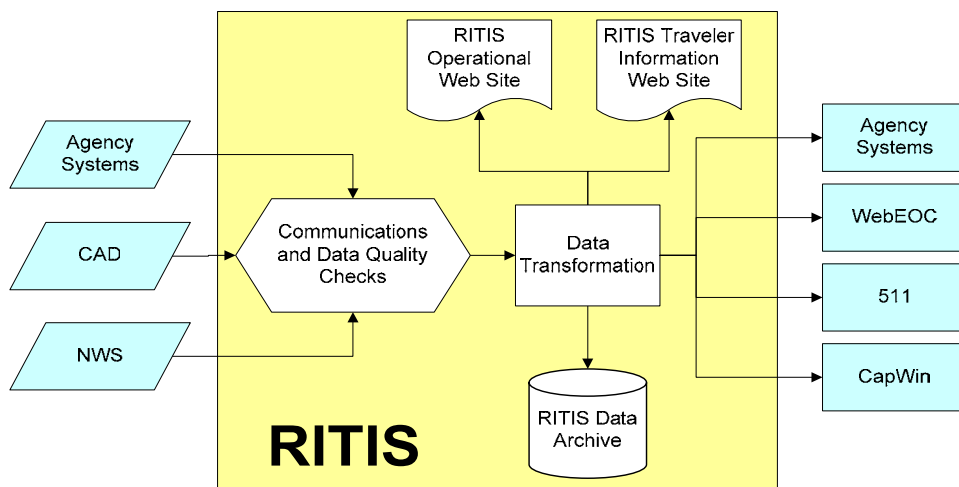 RITIS
Operational
Web Site
RITIS Traveler
Information
Web Site
Agency
Systems
CAD
NWS
Communications
and Data Quality
Checks
Data
Transformation
RITIS Data
Archive
RITIS
Agency
Systems
WebEOC
511
CapWin